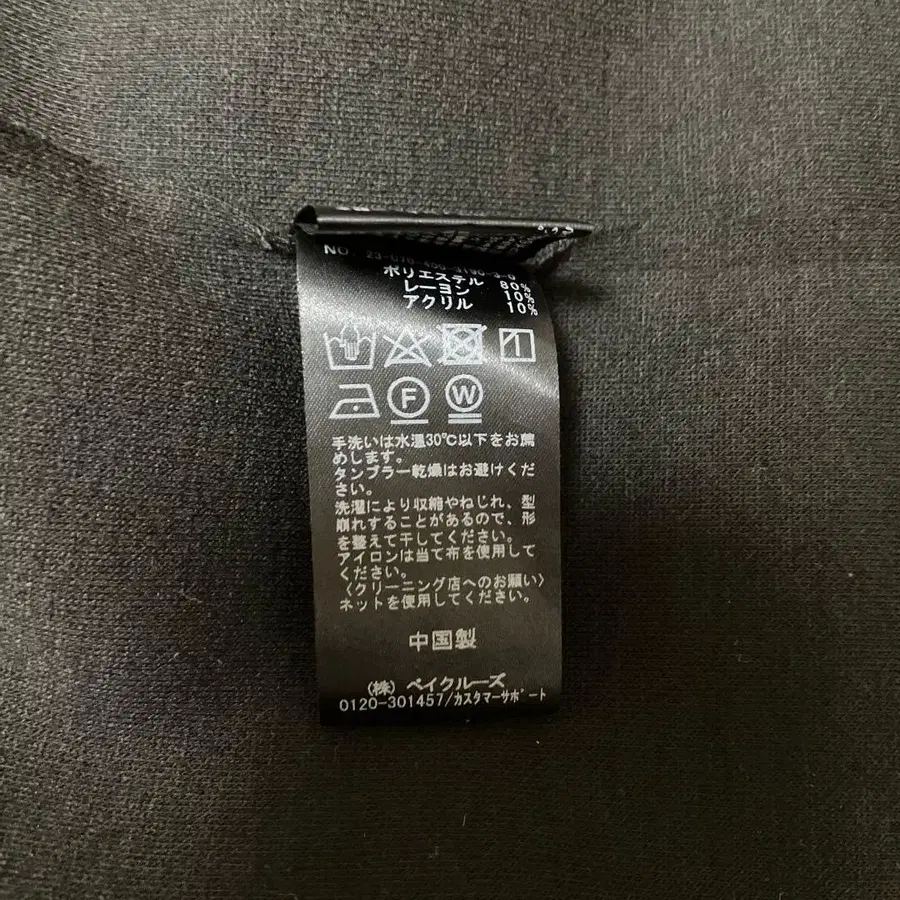 NO.
ポリエステル 80%
レーヨン 10%
アクリル 10%
F W
手洗いは水温30℃以下をお薦
めします。
タンブラー乾燥はお避けくだ
さい。
洗濯により収縮やねじれ、型
崩れすることがあるので、形
を整えて干してください。
アイロンは当て布を使用して
ください。
〈クリーニング店へのお願い〉
ネットを使用してください。
中国製
(株) ベイクルーズ
0120-301457/カスタマーサポート